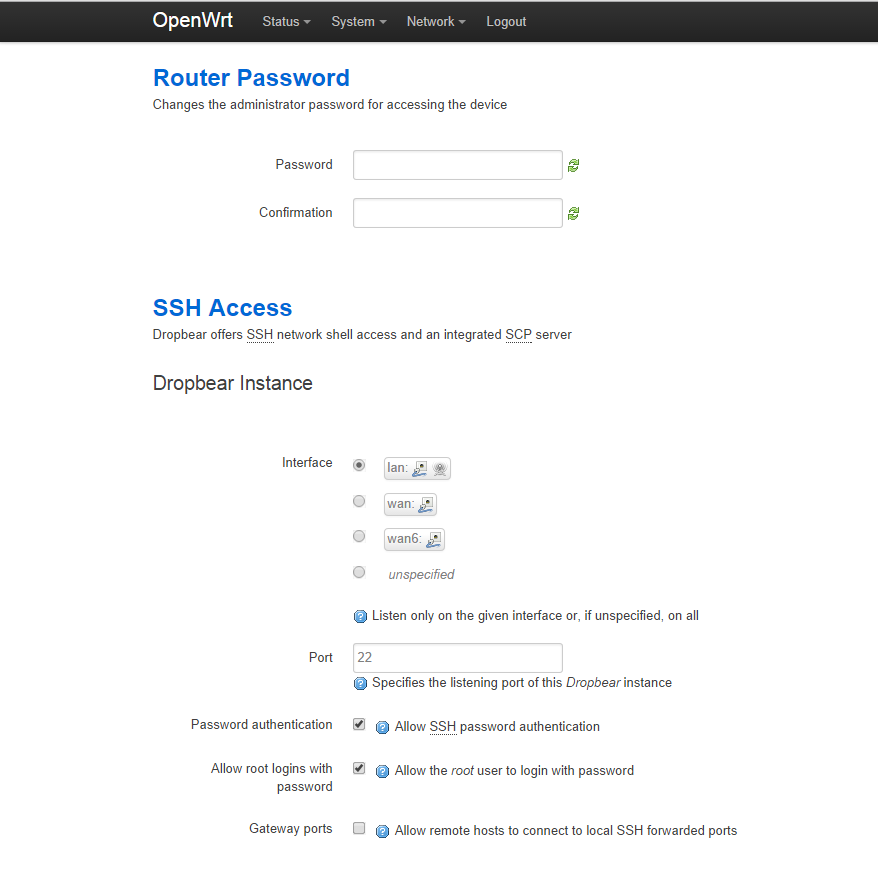 OpenWrt Status System Network Logout
Router Password
Changes the administrator password for accessing the device
Password
Confirmation
SSH Access
Dropbear offers SSH network shell access and an integrated SCP server
Dropbear Instance
Interface
lan:
wan:
wan6:
unspecified
Listen only on the given interface or, if unspecified, on all
Port 22
Specifies the listening port of this Dropbear instance
Password authentication Allow SSH password authentication
Allow root logins with
password
Allow the root user to login with password
Gateway ports Allow remote hosts to connect to local SSH forwarded ports